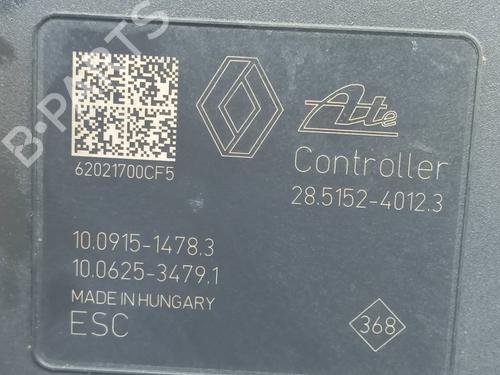 B-PARTS
Ate
62021700CF5
Controller
28.5152-4012.3
10.0915-1478.3
10.0625-3479.1
MADE IN HUNGARY
ESC
368